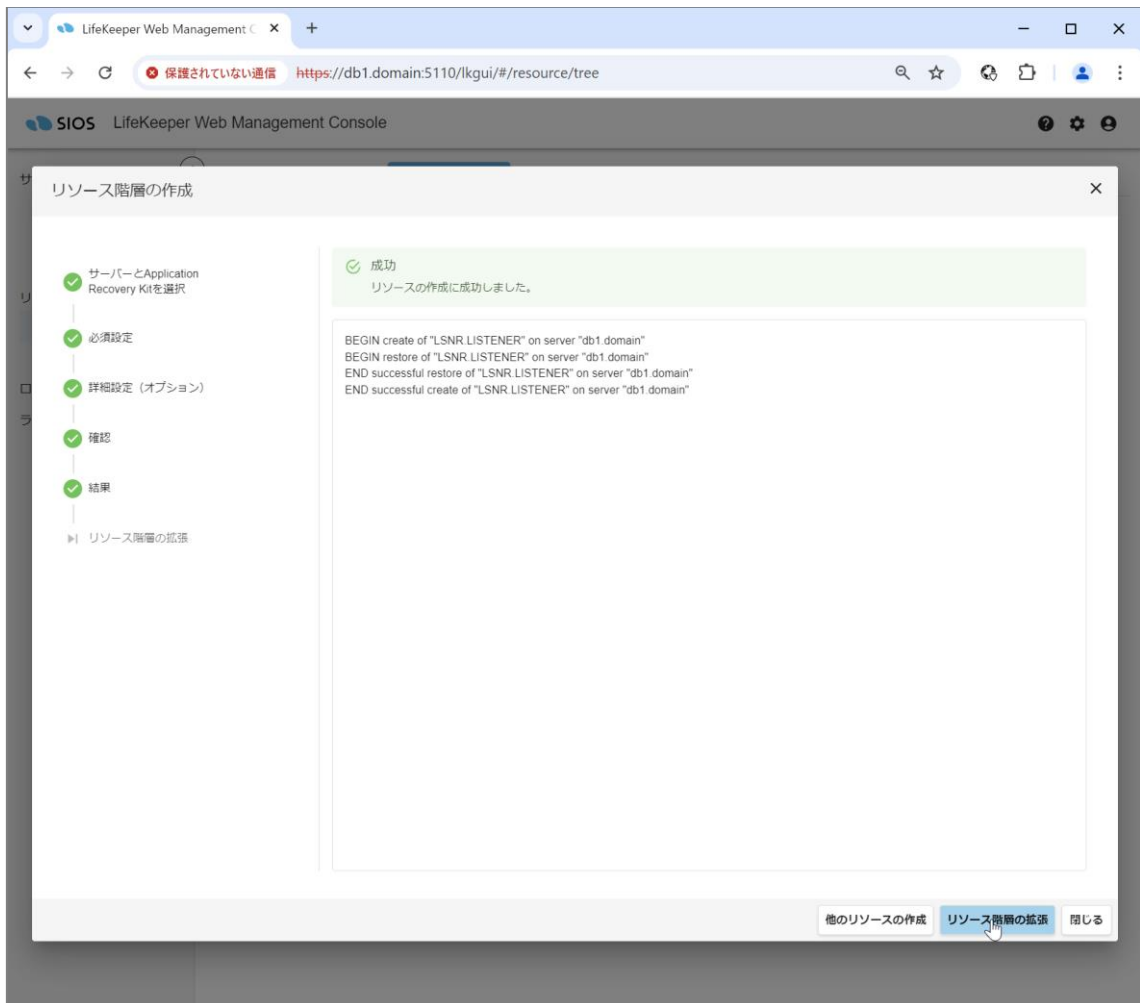 LifeKeeper Web Management C
保護されていない通信
https://db1.domain:5110/lkgui/#/resource/tree
SIOS LifeKeeper Web Management Console
サ
リソース階層の作成
サーバーとApplication
Recovery Kitを選択
成功
リソースの作成に成功しました。
リ
必須設定
BEGIN create of "LSNR.LISTENER" on server "db1.domain"
BEGIN restore of "LSNR.LISTENER" on server "db1.domain"
END successful restore of "LSNR.LISTENER" on server "db1.domain"
END successful create of "LSNR.LISTENER" on server "db1.domain"
ロ
詳細設定（オプション）
ラ
確認
結果
リソース階層の拡張
他のリソースの作成
リソース階層の拡張
閉じる